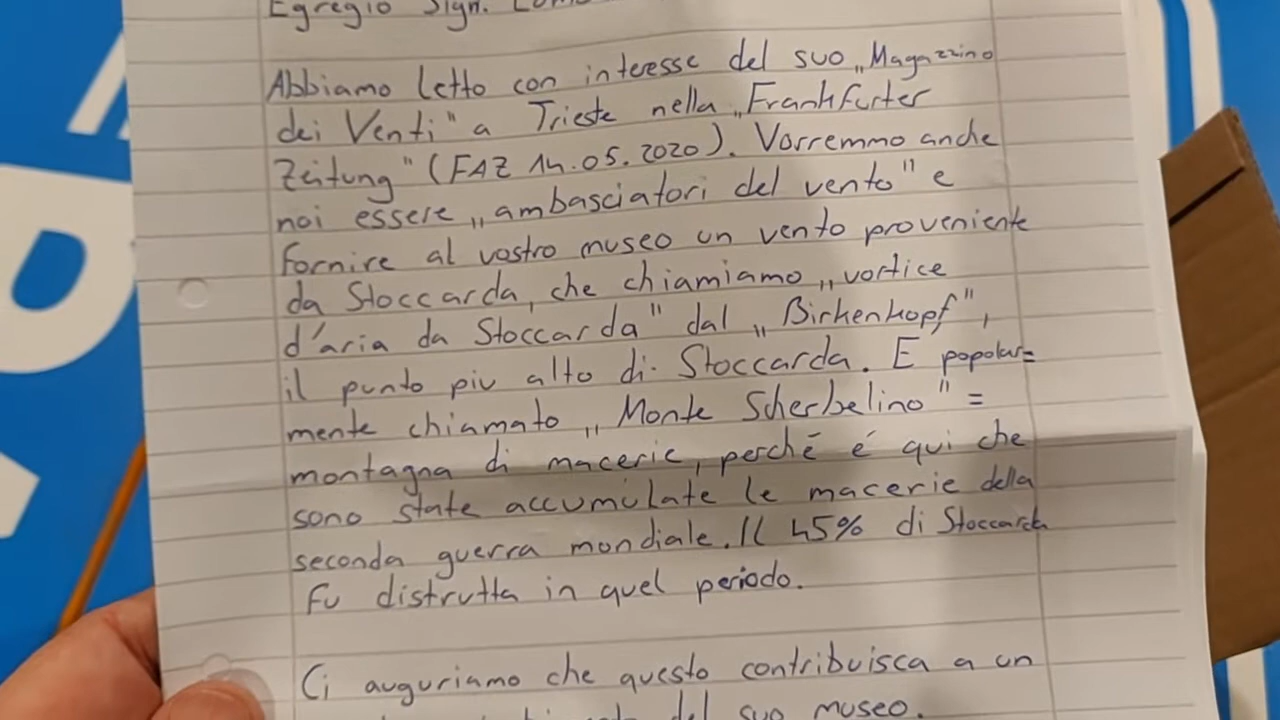 Egregio Sign.
Abbiamo letto con interesse del suo „Magazzino
dei Venti" a Trieste nella „Frankfurter
Zeitung" (FAZ 14.05.2020). Vorremmo anche
noi essere „ambasciatori del vento" e
fornire al vostro museo un vento proveniente
da Stoccarda, che chiamiamo „vortice
d'aria da Stoccarda" dal „Birkenkopf",
il punto piu alto di Stoccarda. E popolar=
mente chiamato „Monte Scherbelino" =
montagna di macerie, perché é qui che
sono state accumulate le macerie della
seconda guerra mondiale. Il 45% di Stoccarda
fu distrutta in quel periodo.
Ci auguriamo che questo contribuisca a un
del suo museo.